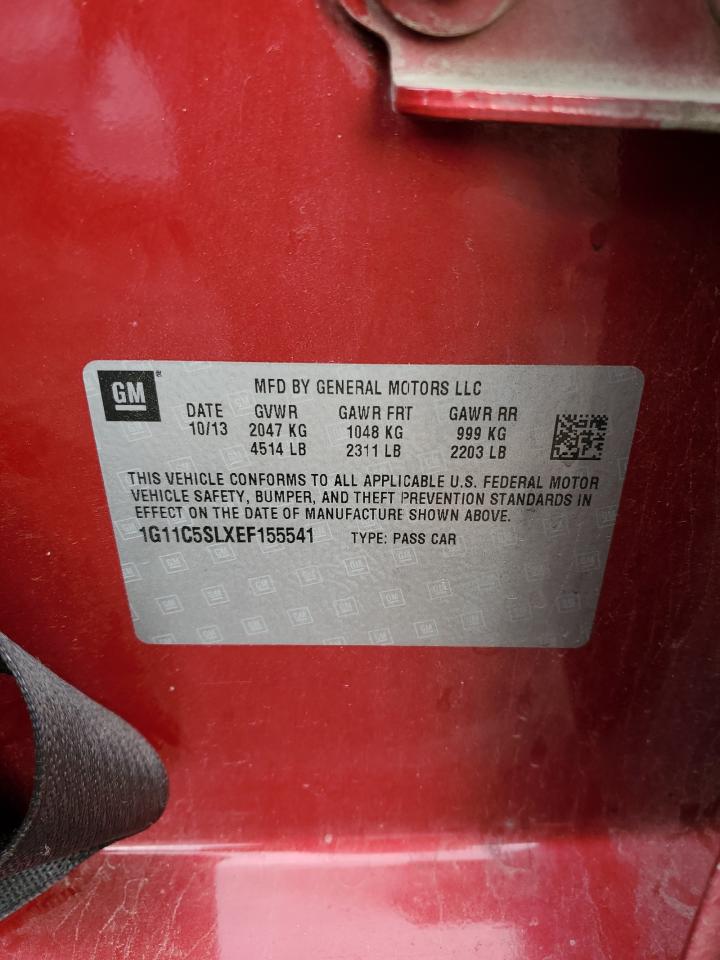 GM
MFD BY GENERAL MOTORS LLC
DATE GVWR GAWR FRT GAWR RR
10/13 2047 KG 1048 KG 999 KG
4514 LB 2311 LB 2203 LB
THIS VEHICLE CONFORMS TO ALL APPLICABLE U.S. FEDERAL MOTOR
VEHICLE SAFETY, BUMPER, AND THEFT PREVENTION STANDARDS IN
EFFECT ON THE DATE OF MANUFACTURE SHOWN ABOVE.
1G11C5SLXEF155541 TYPE: PASS CAR